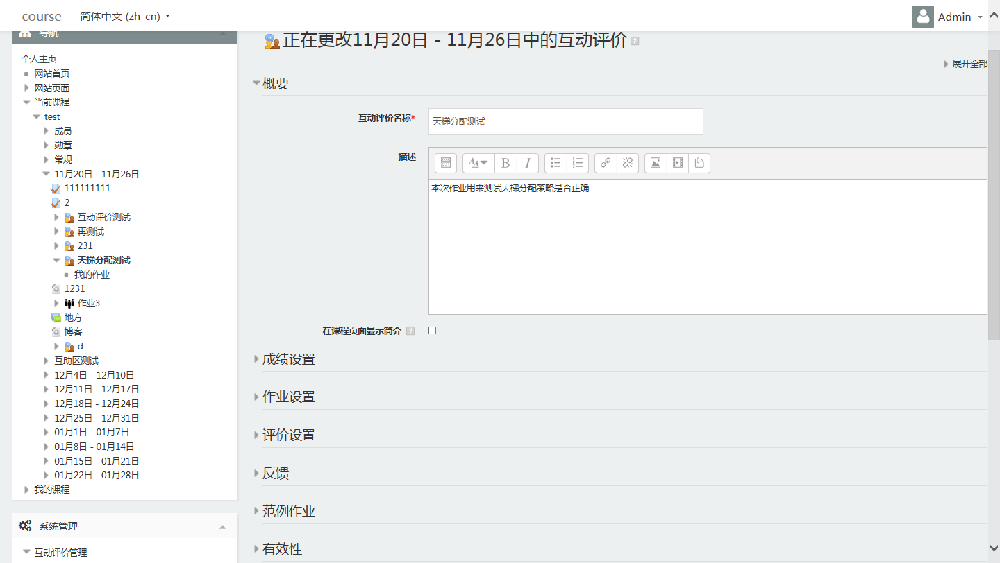 course 简体中文 (zh_cn) Admin
导航
个人主页
网站首页
网站页面
当前课程
test
成员
勋章
常规
11月20日 - 11月26日
111111111
2
互动评价测试
再测试
231
天梯分配测试
我的作业
1231
作业3
地方
博客
d
互助区测试
12月4日 - 12月10日
12月11日 - 12月17日
12月18日 - 12月24日
12月25日 - 12月31日
01月1日 - 01月7日
01月8日 - 01月14日
01月15日 - 01月21日
01月22日 - 01月28日
我的课程
系统管理
互动评价管理
正在更改11月20日 - 11月26日中的互动评价
展开全部
概要
互动评价名称* 天梯分配测试
描述
本次作业用来测试天梯分配策略是否正确
在课程页面显示简介
成绩设置
作业设置
评价设置
反馈
范例作业
有效性